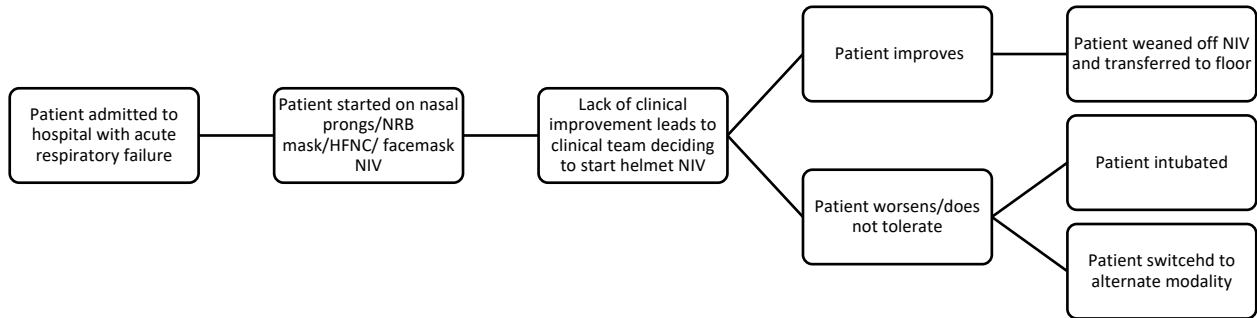 Patient admitted to
hospital with acute
respiratory failure
Patient started on nasal
prongs/NRB
mask/HFNC/ facemask
NIV
Lack of clinical
improvement leads to
clinical team deciding
to start helmet NIV
Patient improves
Patient weaned off NIV
and transferred to floor
Patient worsens/does
not tolerate
Patient intubated
Patient switcehd to
alternate modality